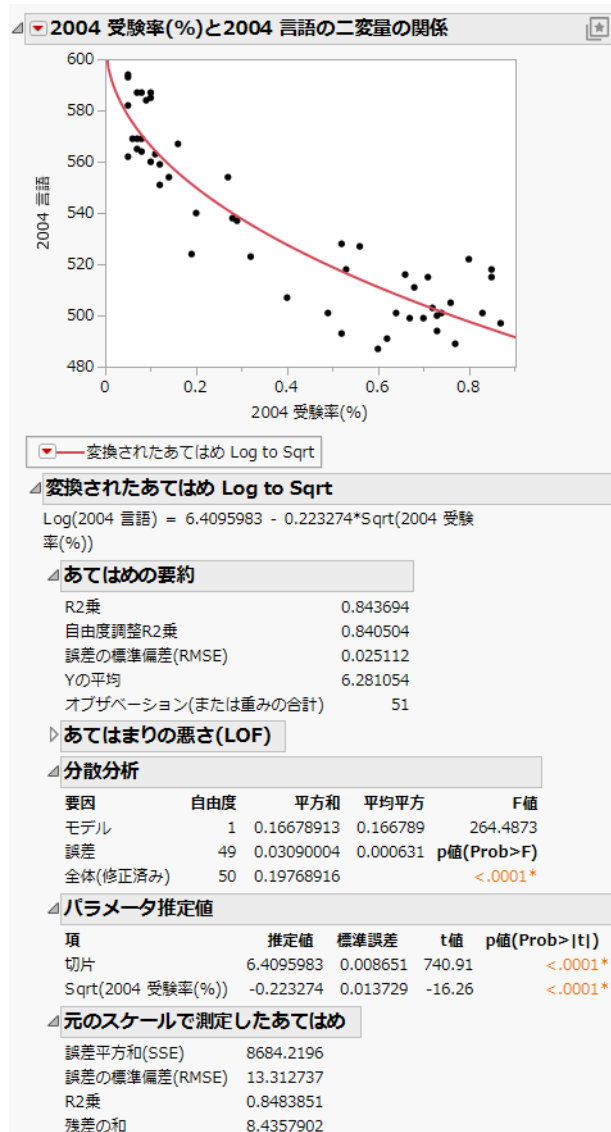 2004 受験率(%)と2004 言語の二変量の関係
600
580
560
540
520
500
480
2004 言語
0
0.2
0.4
0.6
0.8
2004 受験率(%)
変換されたあてはめ Log to Sqrt
変換されたあてはめ Log to Sqrt
Log(2004 言語) = 6.4095983 - 0.223274*Sqrt(2004 受験
率(%))
あてはめの要約
R2乗 0.843694
自由度調整R2乗 0.840504
誤差の標準偏差(RMSE) 0.025112
Yの平均 6.281054
オブザベーション(または重みの合計) 51
あてはまりの悪さ(LOF)
分散分析
要因 自由度 平方和 平均平方 F値
モデル 1 0.16678913 0.166789 264.4873
誤差 49 0.03090004 0.000631 p値(Prob>F)
全体(修正済み) 50 0.19768916 <.0001*
パラメータ推定値
項 推定値 標準誤差 t値 p値(Prob>|t|)
切片 6.4095983 0.008651 740.91 <.0001*
Sqrt(2004 受験率(%)) -0.223274 0.013729 -16.26 <.0001*
元のスケールで測定したあてはめ
誤差平方和(SSE) 8684.2196
誤差の標準偏差(RMSE) 13.312737
R2乗 0.8483851
残差の和 8.4357902